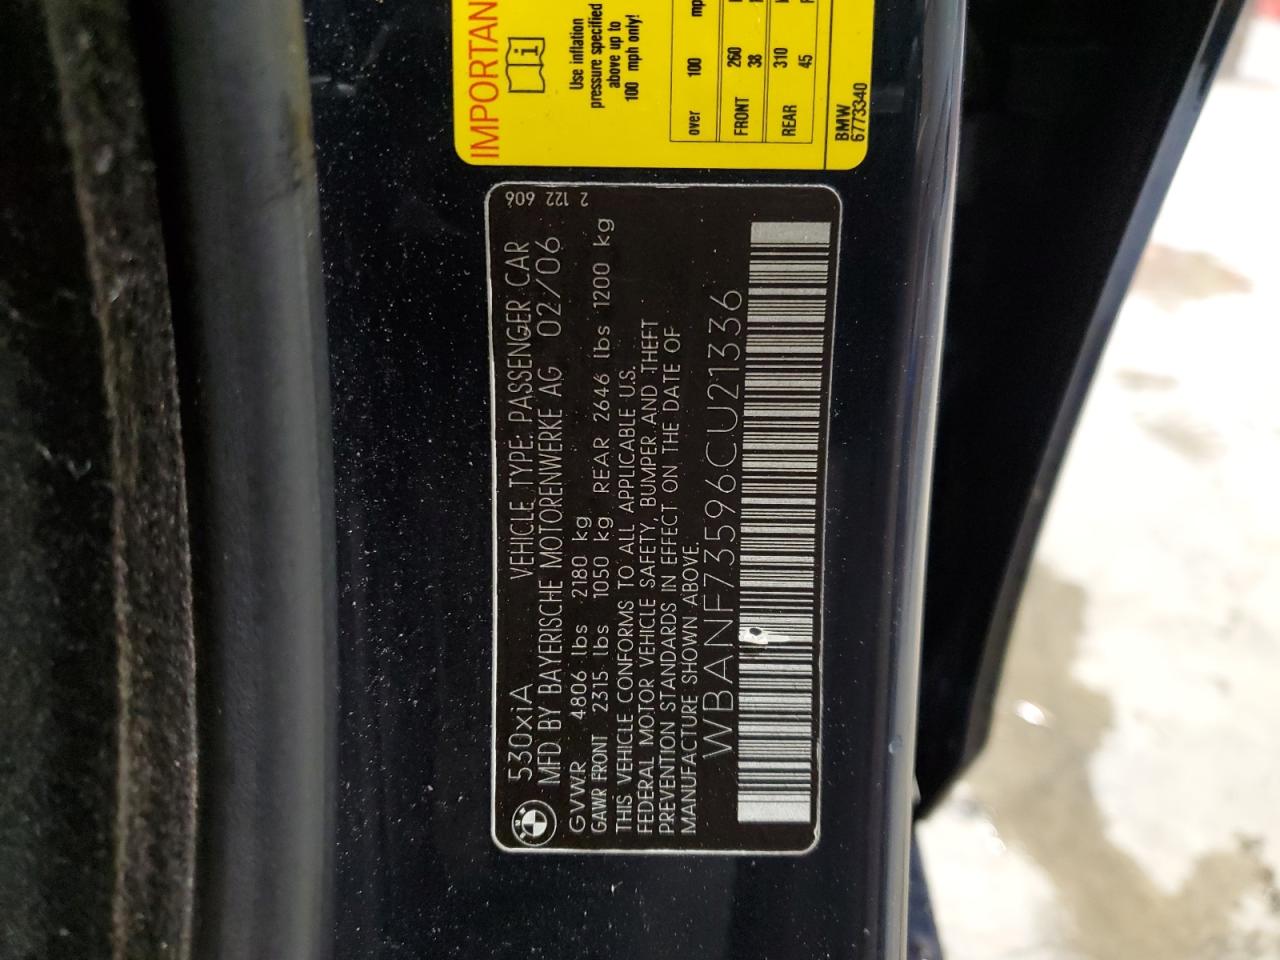 530xiA VEHICLE TYPE: PASSENGER CAR
MFD BY BAYERISCHE MOTORENWERKE AG 02/06
GVWR 4806 lbs 2180 kg
GAWR FRONT 2315 lbs 1050 kg REAR 2646 lbs 1200 kg
THIS VEHICLE CONFORMS TO ALL APPLICABLE U.S.
FEDERAL MOTOR VEHICLE SAFETY, BUMPER AND THEFT
PREVENTION STANDARDS IN EFFECT ON THE DATE OF
MANUFACTURE SHOWN ABOVE.
WBANF73596CU21336
2 122 606
IMPORTAN
Use inflation
pressure specified
above up to
100 mph only!
over 100 mp
FRONT 260
38
REAR 310
45
BMW
6773340